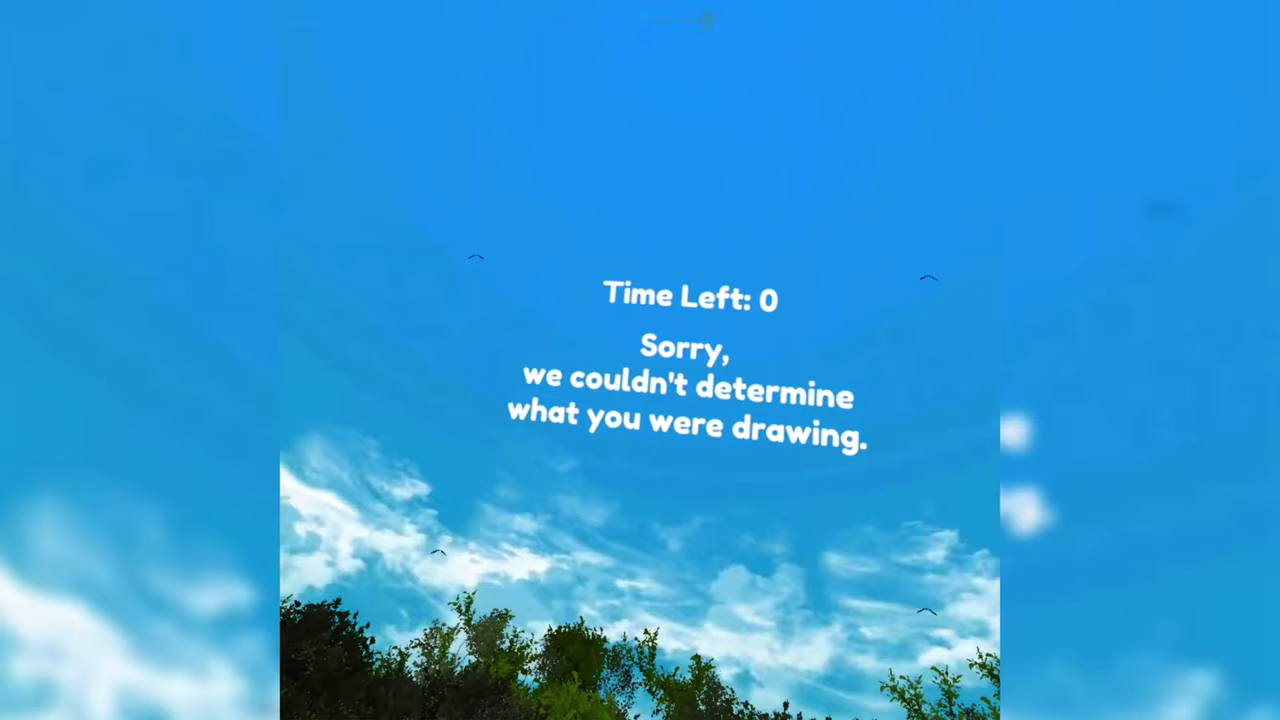 Time Left: 0
Sorry,
we couldn't determine
what you were drawing.